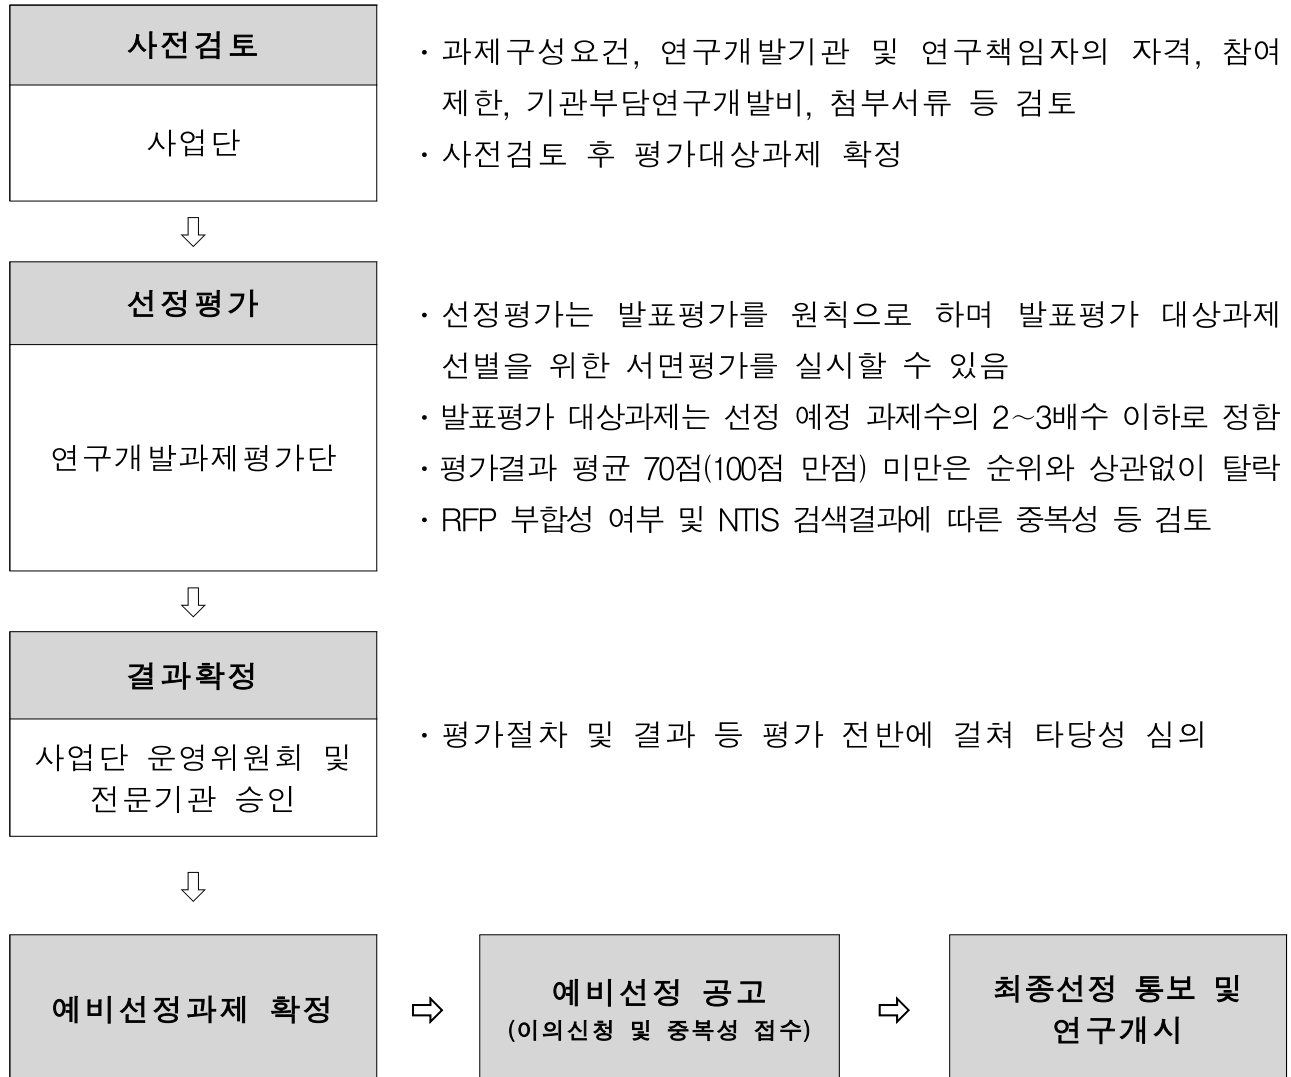 사전검토
사업단
· 과제구성요건, 연구개발기관 및 연구책임자의 자격, 참여
제한, 기관부담연구개발비, 첨부서류 등 검토
· 사전검토 후 평가대상과제 확정
⇩
선정평가
연구개발과제평가단
· 선정평가는 발표평가를 원칙으로 하며 발표평가 대상과제
선별을 위한 서면평가를 실시할 수 있음
· 발표평가 대상과제는 선정 예정 과제수의 2~3배수 이하로 정함
· 평가결과 평균 70점(100점 만점) 미만은 순위와 상관없이 탈락
· RFP 부합성 여부 및 NTIS 검색결과에 따른 중복성 등 검토
⇩
결과확정
사업단 운영위원회 및
전문기관 승인
· 평가절차 및 결과 등 평가 전반에 걸쳐 타당성 심의
⇩
예비선정과제 확정
⇨
예비선정 공고
(이의신청 및 중복성 접수)
⇨
최종선정 통보 및
연구개시